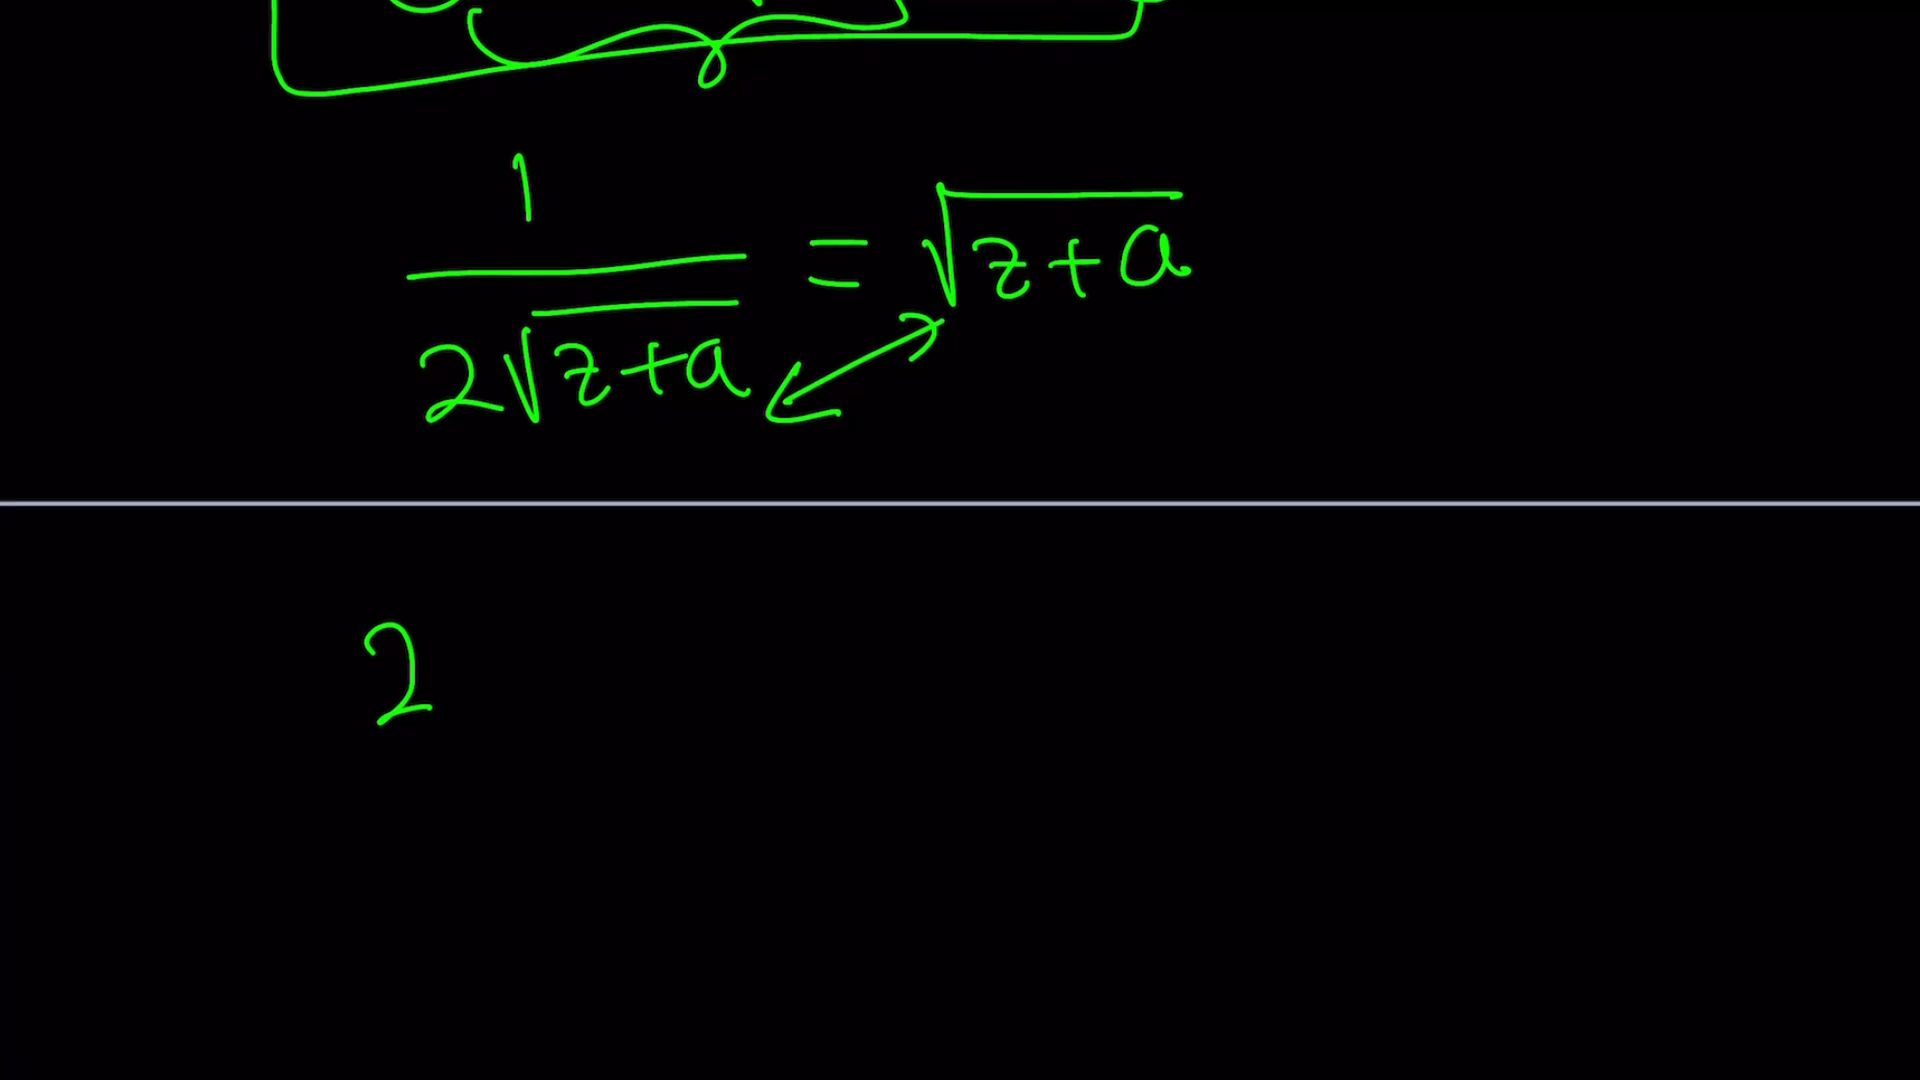 1
── = √z+a
2√z+a
2